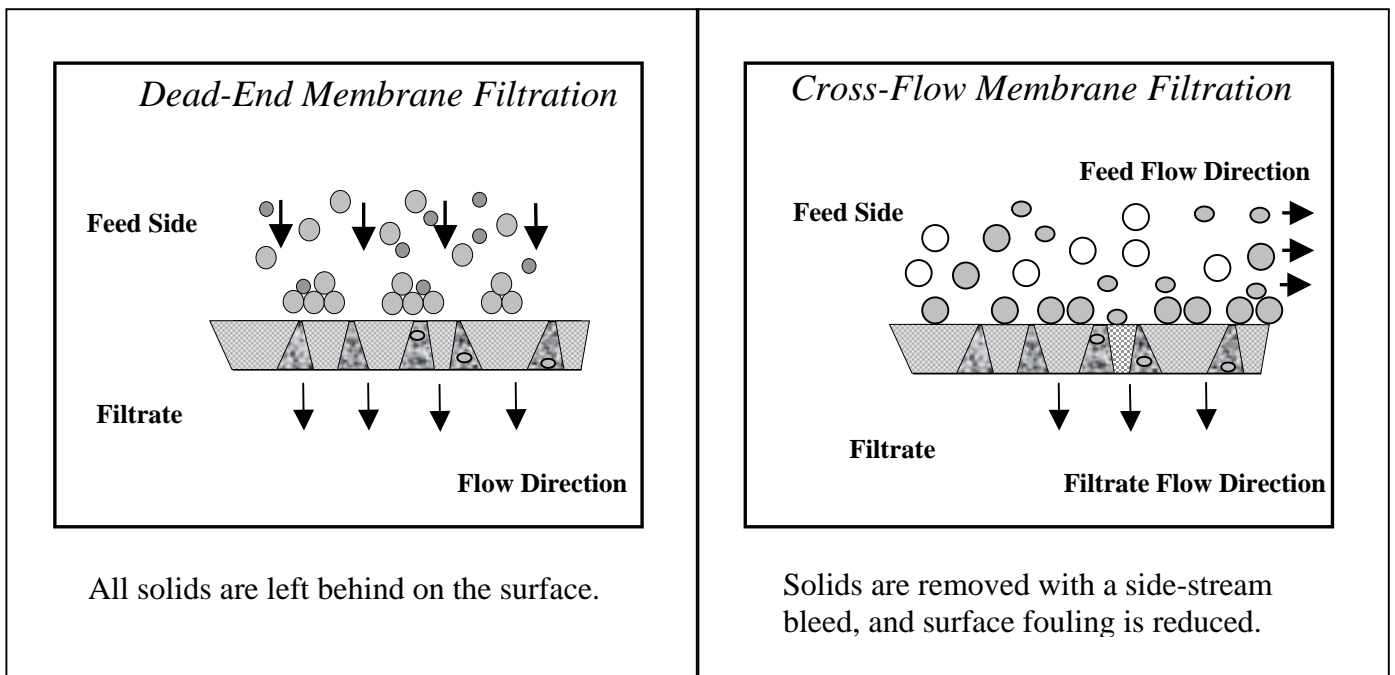 Dead-End Membrane Filtration
Feed Side
Filtrate
Flow Direction
All solids are left behind on the surface.
Cross-Flow Membrane Filtration
Feed Flow Direction
Feed Side
Filtrate
Filtrate Flow Direction
Solids are removed with a side-stream
bleed, and surface fouling is reduced.